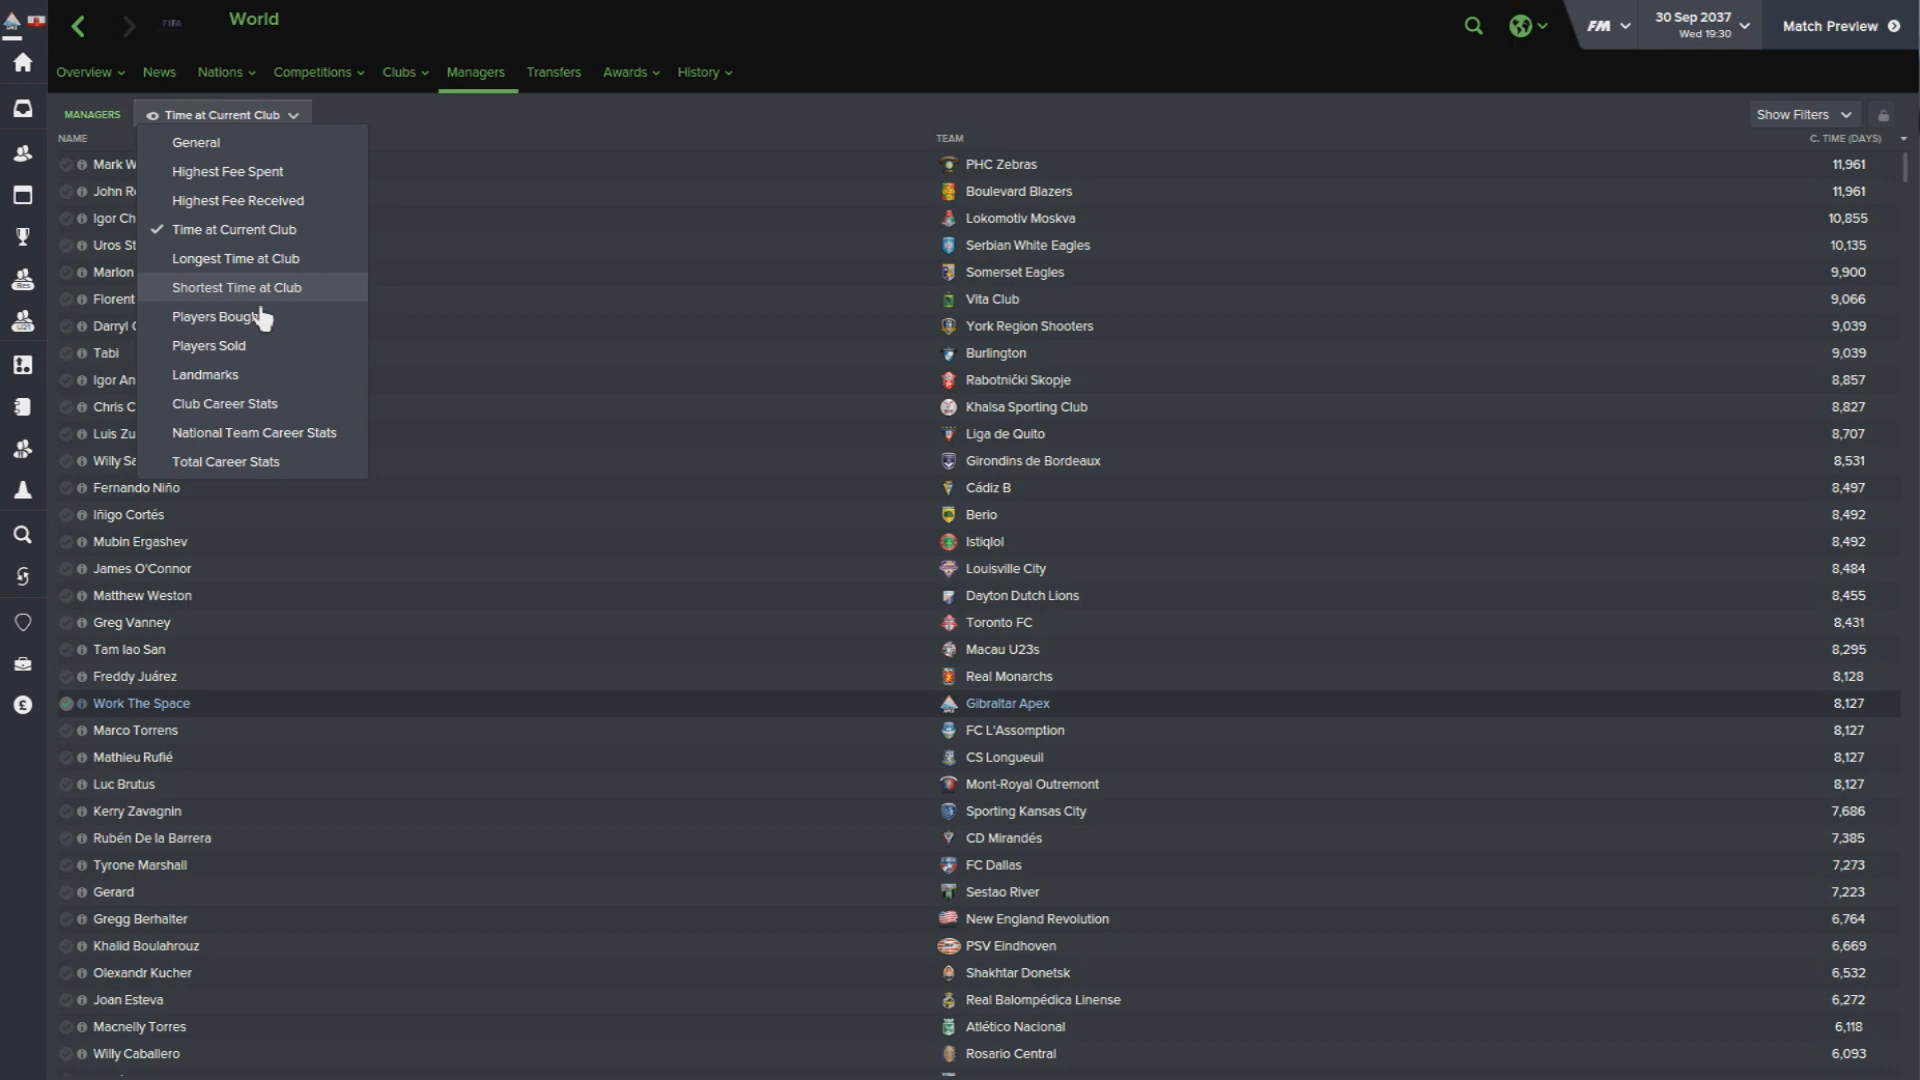 FIFA
World
FM
30 Sep 2037
Wed 19:30
Match Preview
Overview
News
Nations
Competitions
Clubs
Managers
Transfers
Awards
History
MANAGERS
Time at Current Club
Show Filters
NAME
TEAM
C. TIME (DAYS)
General
Highest Fee Spent
Highest Fee Received
Time at Current Club
Longest Time at Club
Shortest Time at Club
Players Bough
Players Sold
Landmarks
Club Career Stats
National Team Career Stats
Total Career Stats
Mark W PHC Zebras 11,961
John R Boulevard Blazers 11,961
Igor Ch Lokomotiv Moskva 10,855
Uros St Serbian White Eagles 10,135
Marlon Somerset Eagles 9,900
Florent Vita Club 9,066
Darryl York Region Shooters 9,039
Tabi Burlington 9,039
Igor An Rabotnički Skopje 8,857
Chris C Khalsa Sporting Club 8,827
Luis Zu Liga de Quito 8,707
Willy Sa Girondins de Bordeaux 8,531
Fernando Niño Cádiz B 8,497
Iñigo Cortés Berio 8,492
Mubin Ergashev Istiqlol 8,492
James O'Connor Louisville City 8,484
Matthew Weston Dayton Dutch Lions 8,455
Greg Vanney Toronto FC 8,431
Tam Iao San Macau U23s 8,295
Freddy Juárez Real Monarchs 8,128
Work The Space Gibraltar Apex 8,127
Marco Torrens FC L'Assomption 8,127
Mathieu Rufié CS Longueuil 8,127
Luc Brutus Mont-Royal Outremont 8,127
Kerry Zavagnin Sporting Kansas City 7,686
Rubén De la Barrera CD Mirandés 7,385
Tyrone Marshall FC Dallas 7,273
Gerard Sestao River 7,223
Gregg Berhalter New England Revolution 6,764
Khalid Boulahrouz PSV Eindhoven 6,669
Olexandr Kucher Shakhtar Donetsk 6,532
Joan Esteva Real Balompédica Linense 6,272
Macnelly Torres Atlético Nacional 6,118
Willy Caballero Rosario Central 6,093
Res
U21